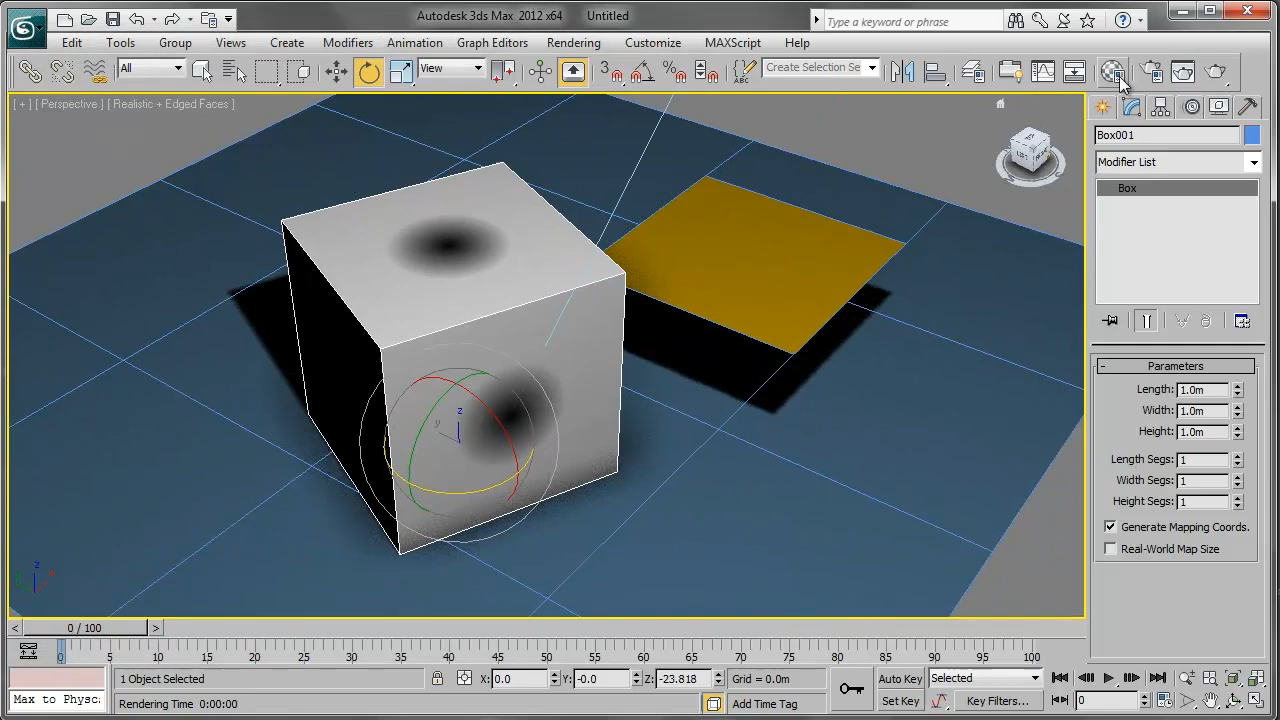 Autodesk 3ds Max 2012 x64 Untitled
Type a keyword or phrase
Edit Tools Group Views Create Modifiers Animation Graph Editors Rendering Customize MAXScript Help
All View 3 Create Selection Se
ABC
[ + ] [ Perspective ] [ Realistic + Edged Faces ]
Box001
Modifier List
Box
- Parameters
Length: 1.0m
Width: 1.0m
Height: 1.0m
Length Segs: 1
Width Segs: 1
Height Segs: 1
Generate Mapping Coords.
Real-World Map Size
z
y
z
< 0 / 100 >
0 5 10 15 20 25 30 35 40 45 50 55 60 65 70 75 80 85 90 95 100
1 Object Selected X: 0.0 Y: -0.0 Z: -23.818 Grid = 0.0m Auto Key Selected
Max to Physc: Rendering Time 0:00:00 Add Time Tag Set Key Key Filters... 0